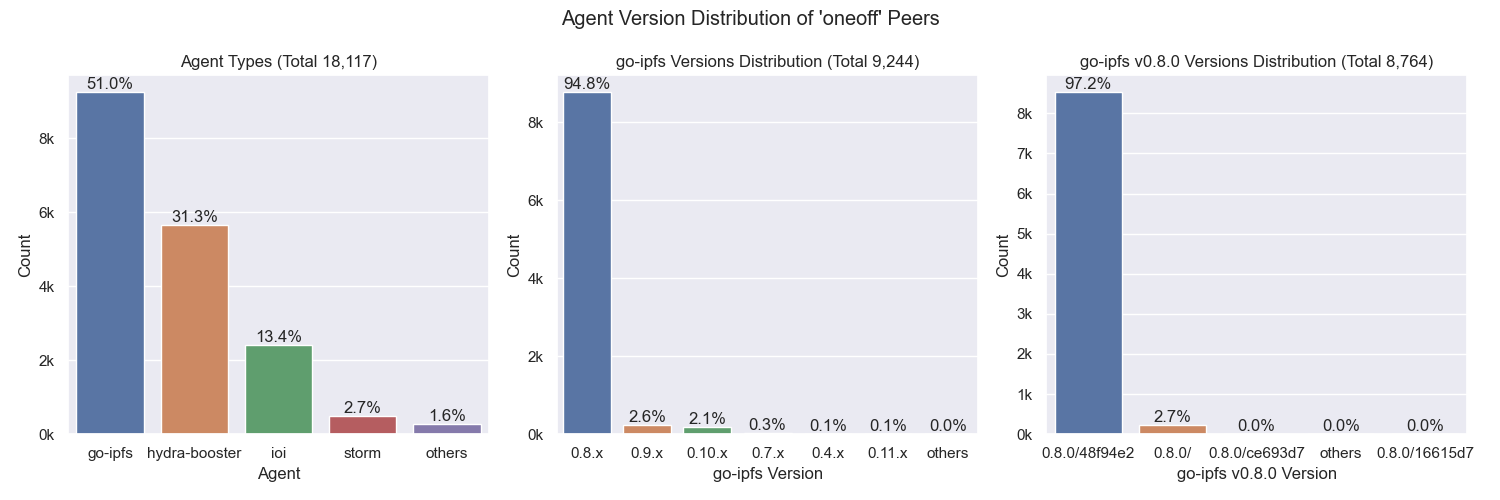 Agent Version Distribution of 'oneoff' Peers
Agent Types (Total 18,117)
51.0%
8k
6k
31.3%
4k
13.4%
2k
2.7%
1.6%
0k
Count
go-ipfs hydra-booster ioi storm others
Agent
go-ipfs Versions Distribution (Total 9,244)
94.8%
8k
6k
4k
2k
2.6% 2.1% 0.3% 0.1% 0.1% 0.0%
0k
Count
0.8.x 0.9.x 0.10.x 0.7.x 0.4.x 0.11.x others
go-ipfs Version
go-ipfs v0.8.0 Versions Distribution (Total 8,764)
97.2%
8k
7k
6k
5k
4k
3k
2k
1k
2.7% 0.0% 0.0% 0.0%
0k
Count
0.8.0/48f94e2 0.8.0/ 0.8.0/ce693d7 others 0.8.0/16615d7
go-ipfs v0.8.0 Version